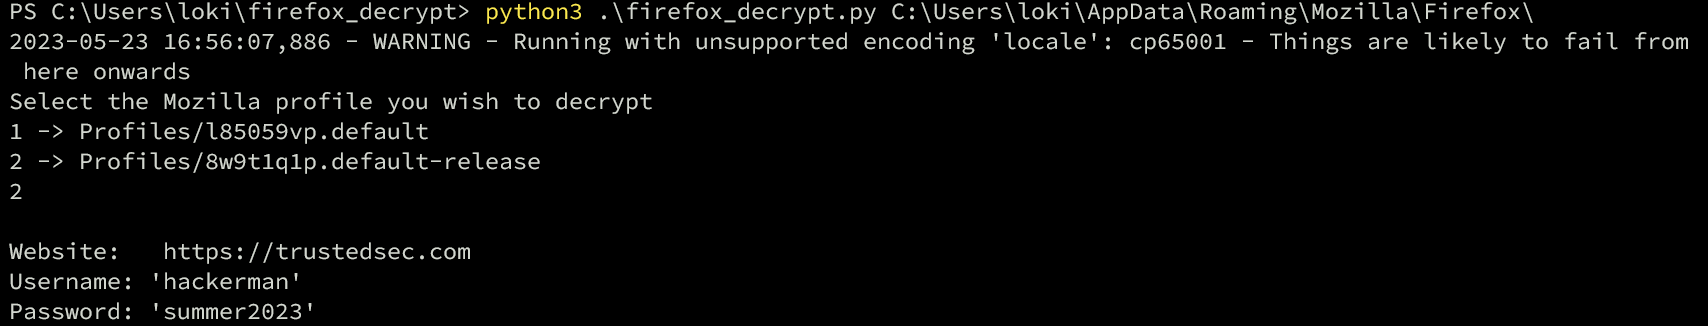 PS C:\Users\loki\firefox_decrypt> python3 .\firefox_decrypt.py C:\Users\loki\AppData\Roaming\Mozilla\Firefox\
2023-05-23 16:56:07,886 - WARNING - Running with unsupported encoding 'locale': cp65001 - Things are likely to fail from
 here onwards
Select the Mozilla profile you wish to decrypt
1 -> Profiles/l85059vp.default
2 -> Profiles/8w9t1q1p.default-release
2

Website:   https://trustedsec.com
Username: 'hackerman'
Password: 'summer2023'